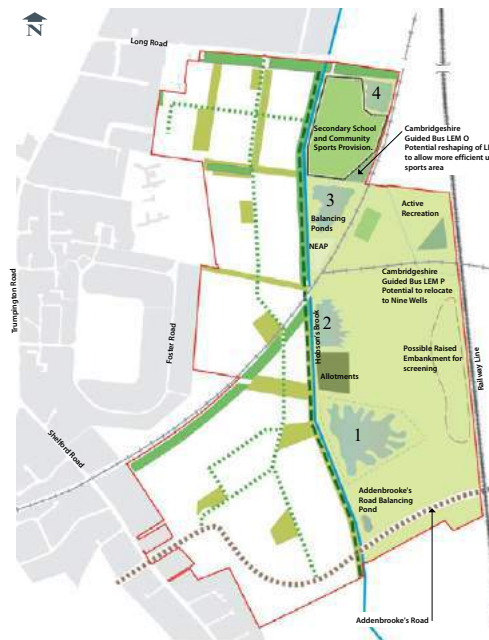 N
Long Road
4
Secondary School
and Community
Sports Provision.
Cambridgeshire
Guided Bus LEM O
Potential reshaping of
to allow more efficient
sports area
3
Balancing
Ponds
Active
Recreation
NEAP
Cambridgeshire
Guided Bus LEM P
Potential to relocate
to Nine Wells
Trumpington Road
Foster Road
2
Hobson's Brook
Possible Raised
Embankment for
screening
Railway Line
Allotments
1
Shelford Road
Addenbrooke's
Road Balancing
Pond
Addenbrooke's Road